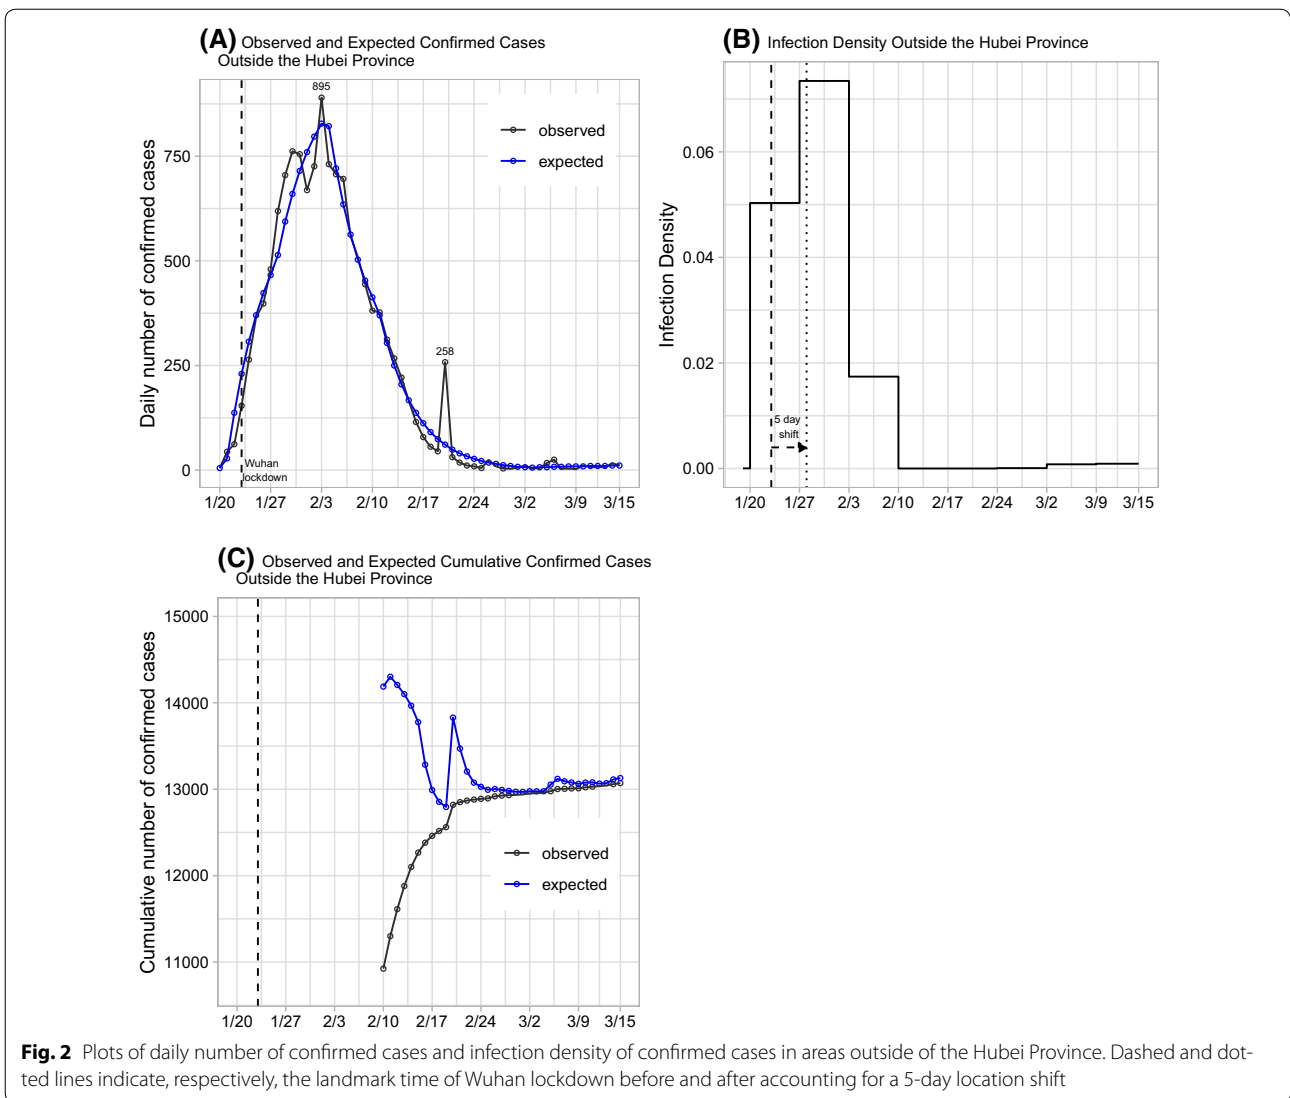 (A) Observed and Expected Confirmed Cases
Outside the Hubei Province
Daily number of confirmed cases
750
500
250
0
895
258
observed
expected
Wuhan
lockdown
1/20 1/27 2/3 2/10 2/17 2/24 3/2 3/9 3/15
(B) Infection Density Outside the Hubei Province
Infection Density
0.06
0.04
0.02
0.00
5 day
shift
1/20 1/27 2/3 2/10 2/17 2/24 3/2 3/9 3/15
(C) Observed and Expected Cumulative Confirmed Cases
Outside the Hubei Province
Cumulative number of confirmed cases
15000
14000
13000
12000
11000
observed
expected
1/20 1/27 2/3 2/10 2/17 2/24 3/2 3/9 3/15
Fig. 2 Plots of daily number of confirmed cases and infection density of confirmed cases in areas outside of the Hubei Province. Dashed and dot-
ted lines indicate, respectively, the landmark time of Wuhan lockdown before and after accounting for a 5-day location shift